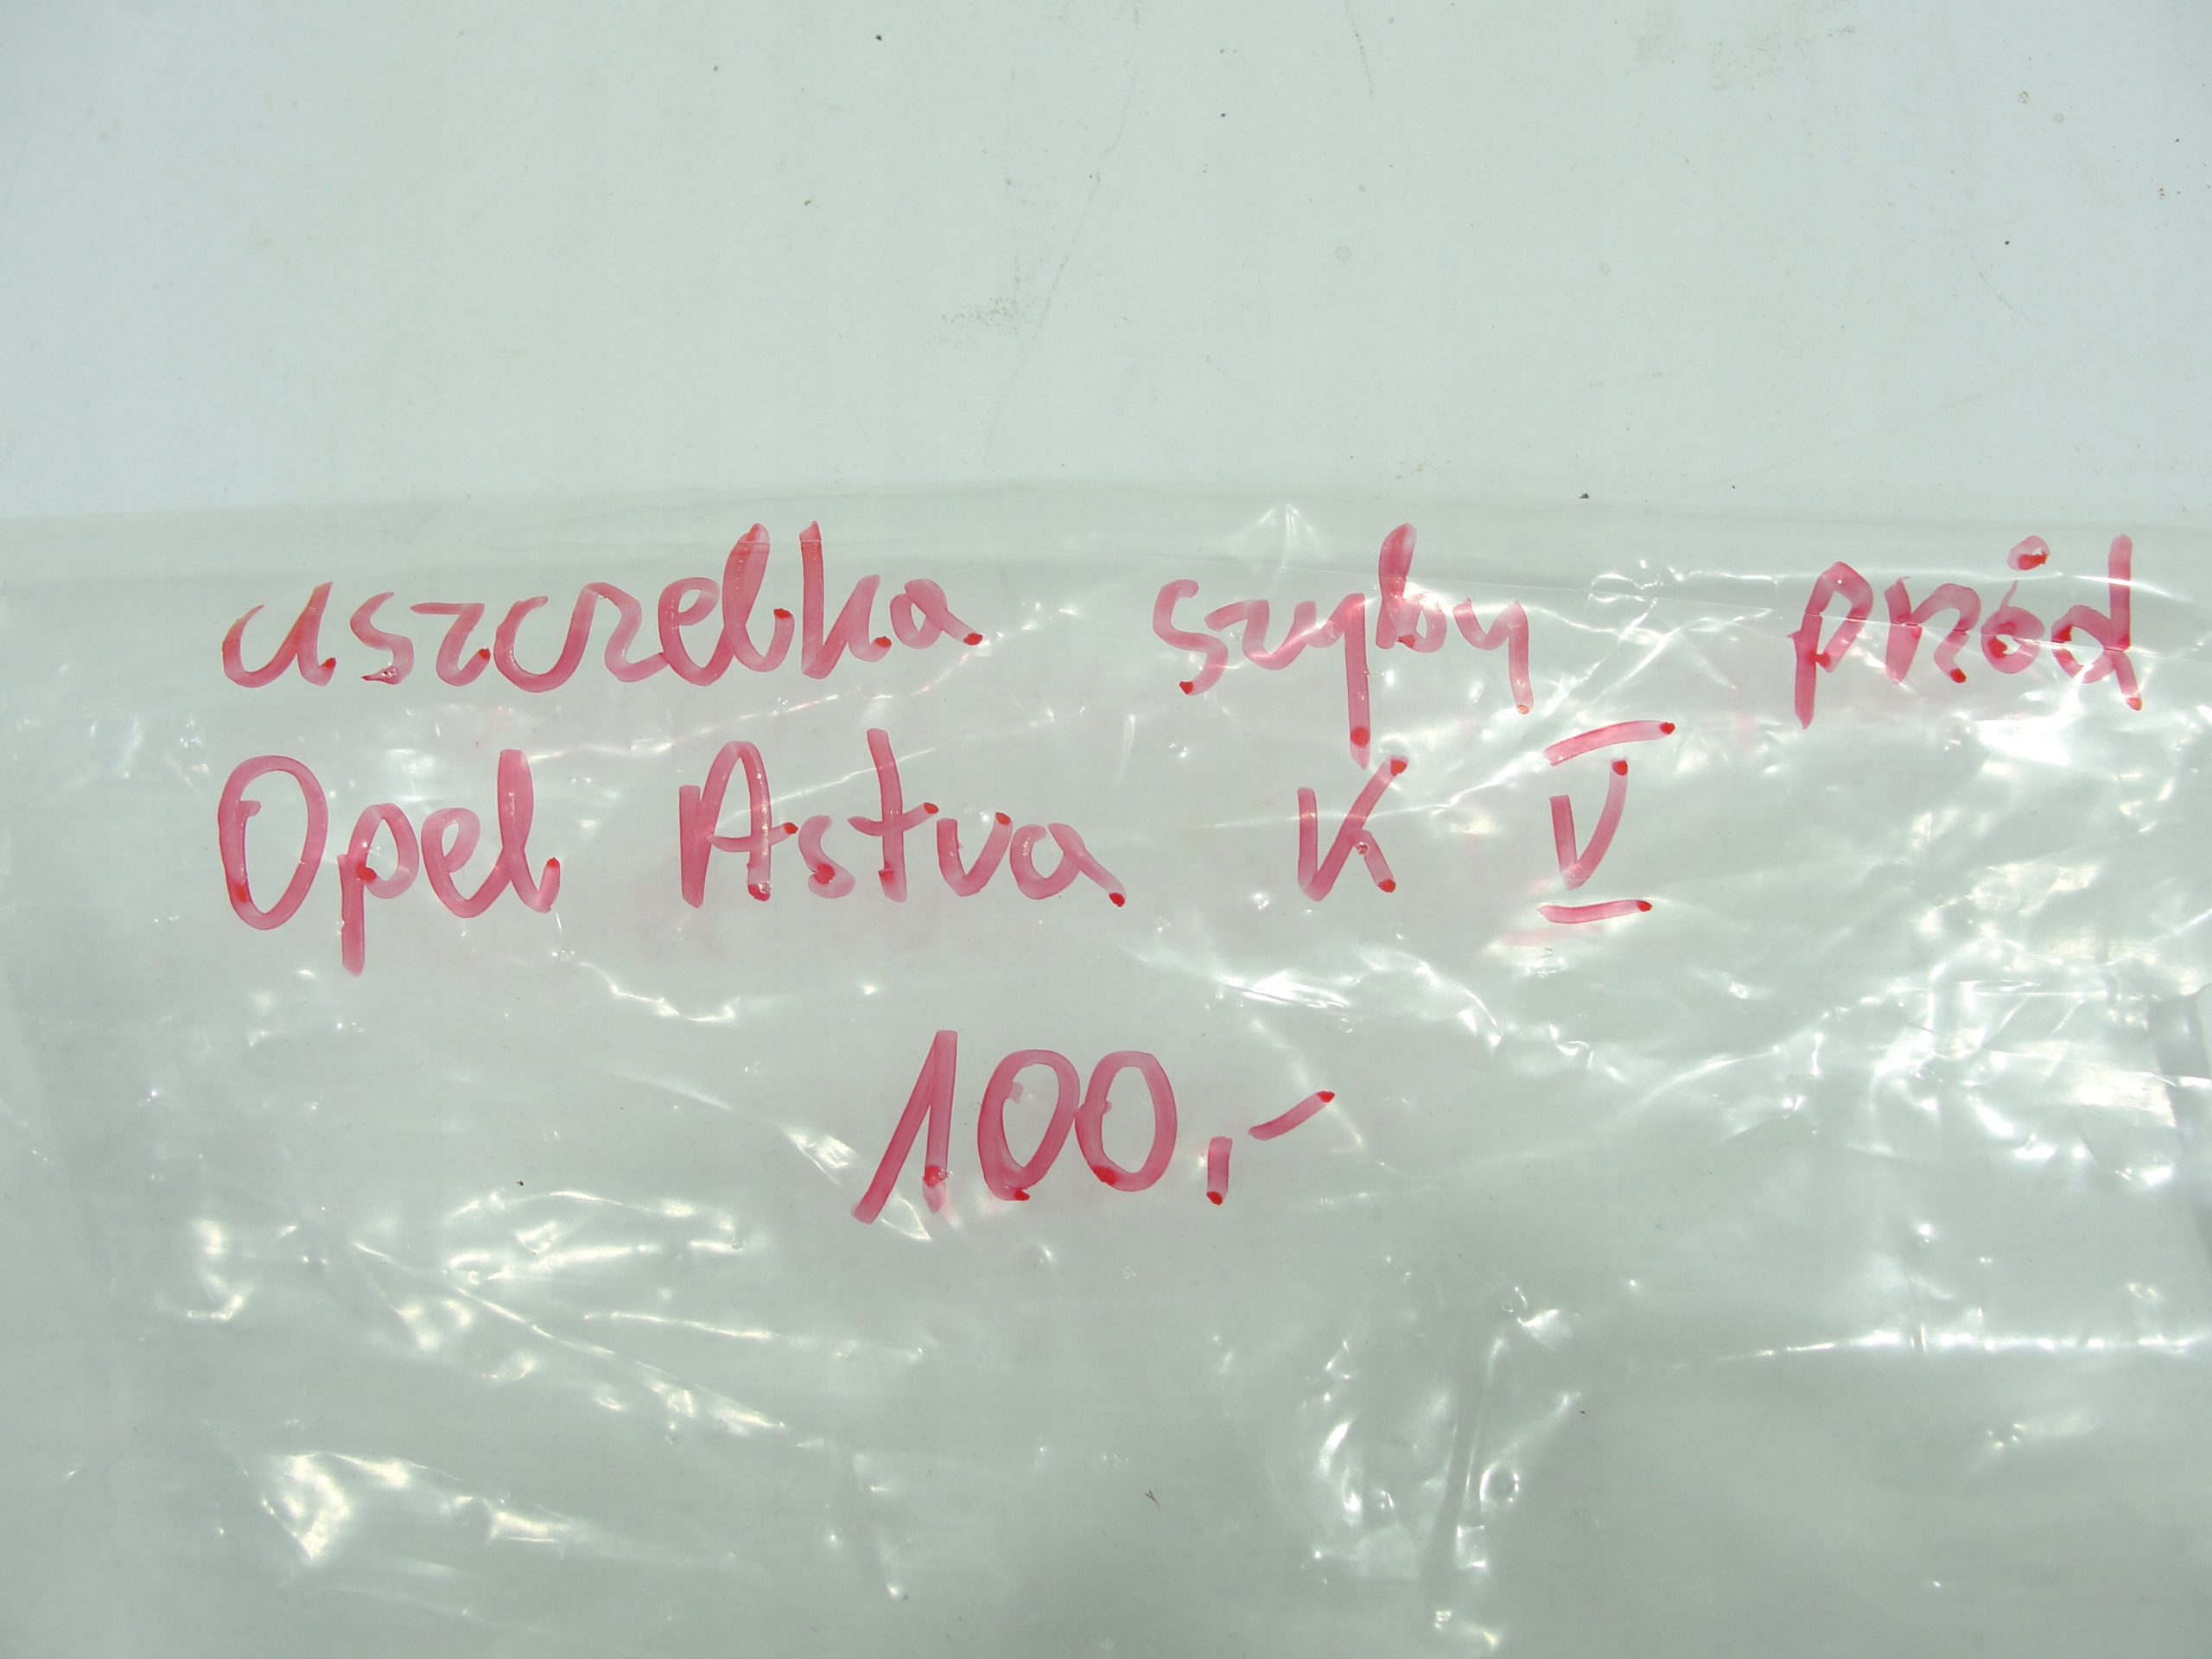 uszczelka szyby przód
Opel Astra K V
100,-